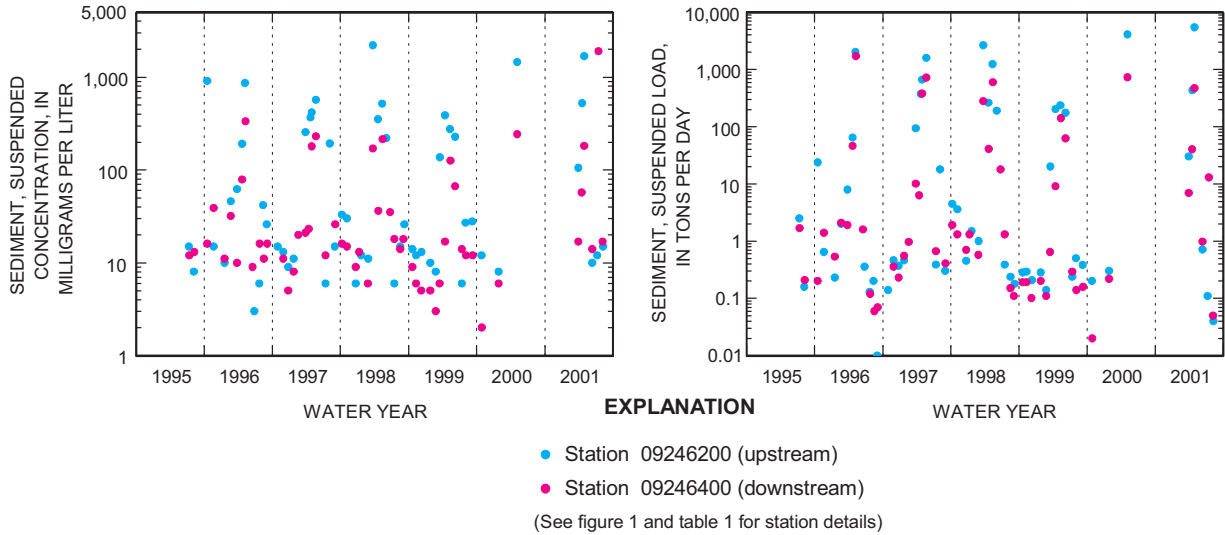 SEDIMENT, SUSPENDED
CONCENTRATION, IN
MILLIGRAMS PER LITER
5,000
1,000
100
10
1
1995
1996
1997
1998
1999
2000
2001
WATER YEAR
SEDIMENT, SUSPENDED LOAD,
IN TONS PER DAY
10,000
1,000
100
10
1
0.1
0.01
1995
1996
1997
1998
1999
2000
2001
WATER YEAR
EXPLANATION
Station 09246200 (upstream)
Station 09246400 (downstream)
(See figure 1 and table 1 for station details)